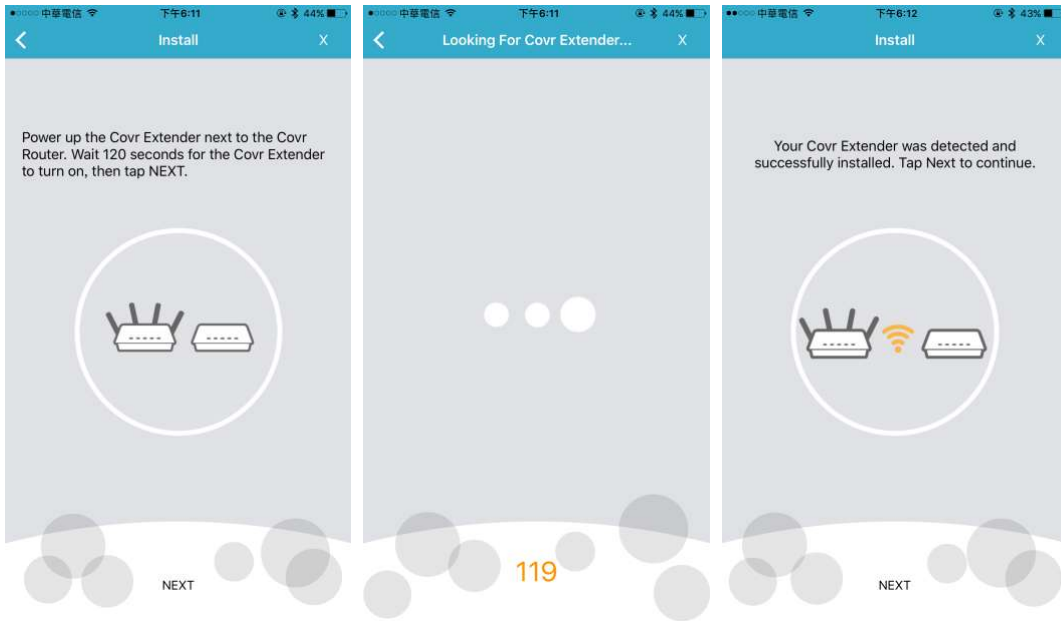 中華電信
下午6:11
44%
Install
X
Power up the Covr Extender next to the Covr
Router. Wait 120 seconds for the Covr Extender
to turn on, then tap NEXT.
NEXT
中華電信
下午6:11
44%
Looking For Covr Extender...
X
119
中華電信
下午6:12
43%
Install
X
Your Covr Extender was detected and
successfully installed. Tap Next to continue.
NEXT